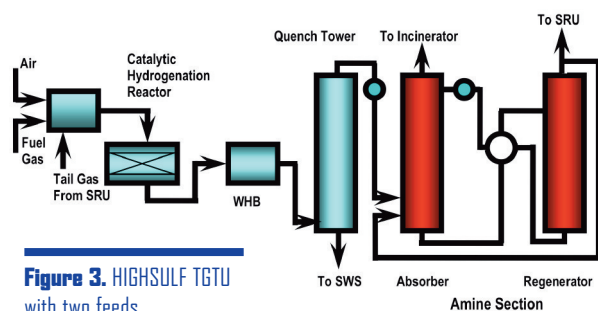 To SRU
Quench Tower
To Incinerator
Air
Catalytic
Hydrogenation
Reactor
Fuel
Gas
Tail Gas
From SRU
WHB
To SWS
Absorber
Regenerator
Amine Section
Figure 3. HIGHSULF TGTU
with two feeds